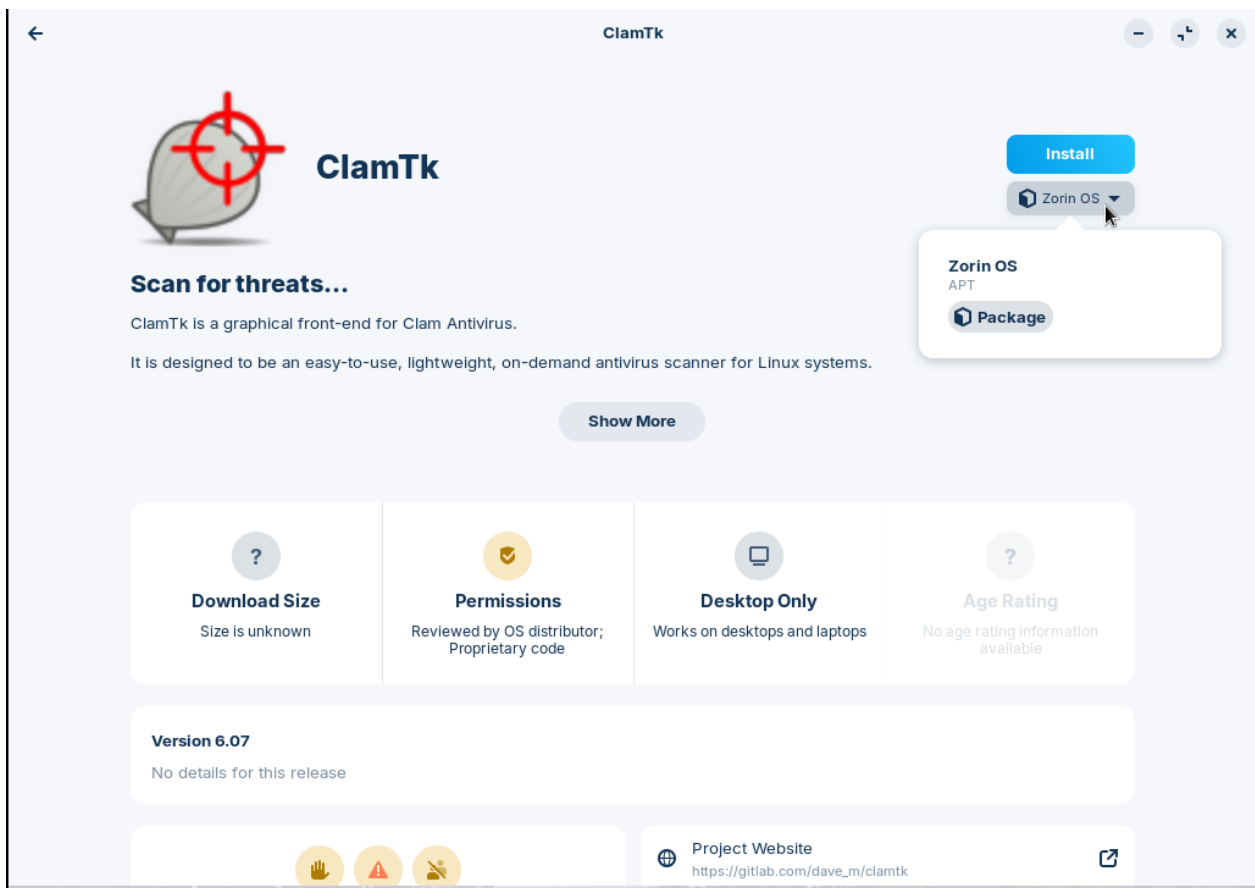 ClamTk
ClamTk
Install
Zorin OS
Zorin OS
APT
Package
Scan for threats...
ClamTk is a graphical front-end for Clam Antivirus.
It is designed to be an easy-to-use, lightweight, on-demand antivirus scanner for Linux systems.
Show More
?
Download Size
Size is unknown
Permissions
Reviewed by OS distributor;
Proprietary code
Desktop Only
Works on desktops and laptops
?
Age Rating
No age rating information
available
Version 6.07
No details for this release
Project Website
https://gitlab.com/dave_m/clamtk